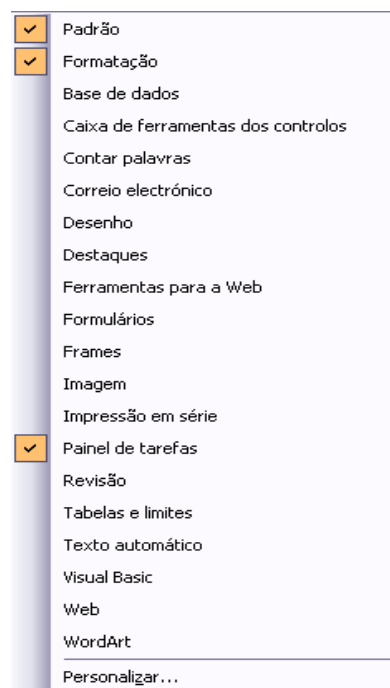 Padrão
Formatação
Base de dados
Caixa de ferramentas dos controlos
Contar palavras
Correio electrónico
Desenho
Destaques
Ferramentas para a Web
Formulários
Frames
Imagem
Impressão em série
Painel de tarefas
Revisão
Tabelas e limites
Texto automático
Visual Basic
Web
WordArt
Personalizar...